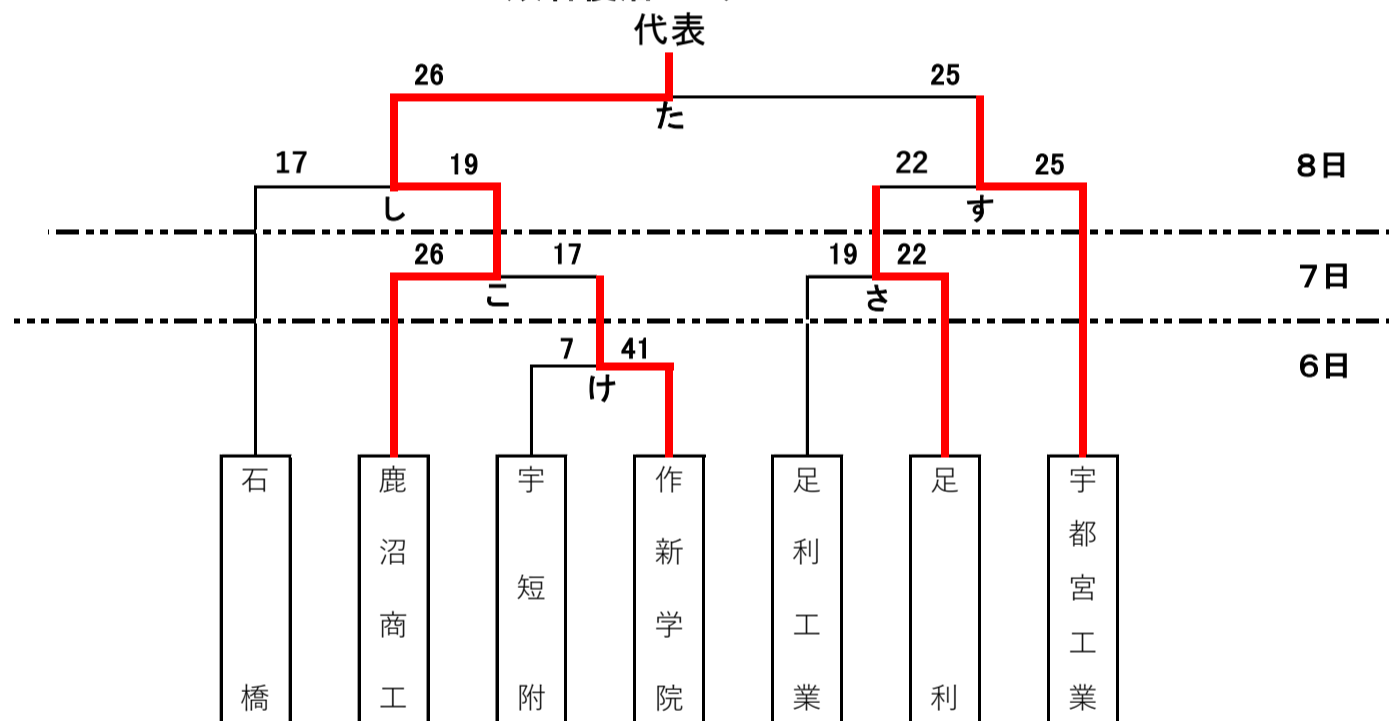 代表
26 25
た
17 19 22 25 8日
し す
26 17 19 22 7日
こ さ
7 41 6日
け
石橋
鹿沼商工
宇短附
作新学院
足利工業
足利
宇都宮工業